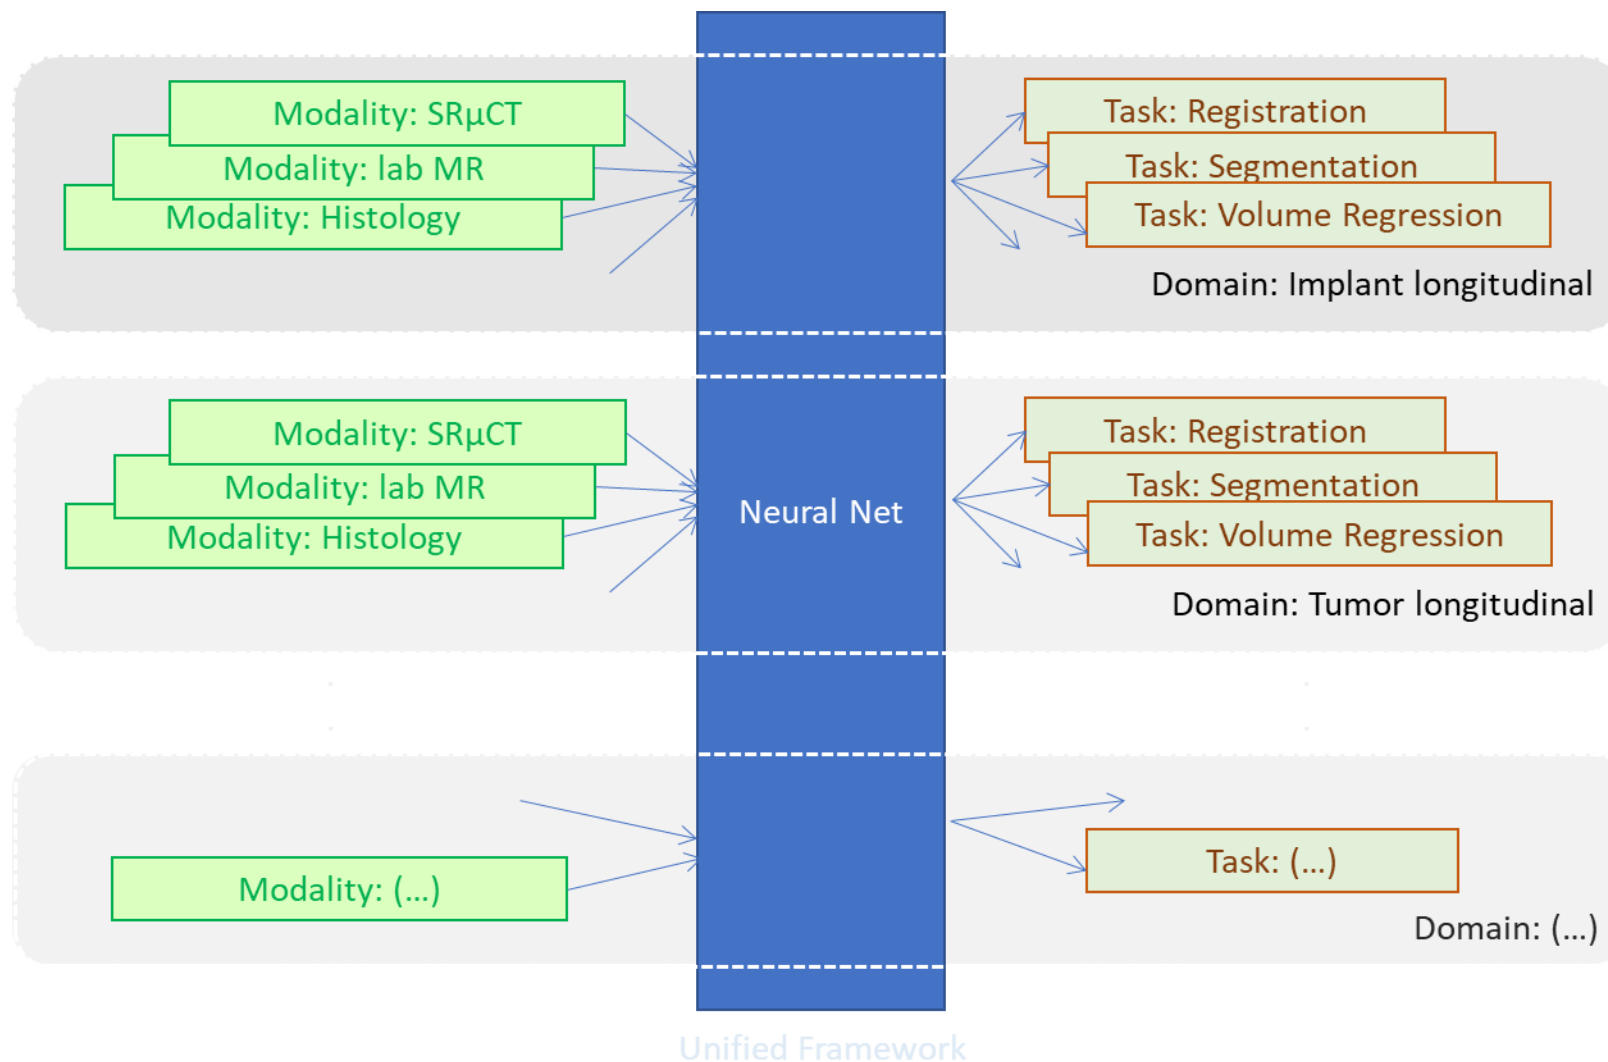 Modality: SRµCT
Modality: lab MR
Modality: Histology
Task: Registration
Task: Segmentation
Task: Volume Regression
Domain: Implant longitudinal
Modality: SRµCT
Modality: lab MR
Modality: Histology
Neural Net
Task: Registration
Task: Segmentation
Task: Volume Regression
Domain: Tumor longitudinal
Modality: (...)
Task: (...)
Domain: (...)
Unified Framework